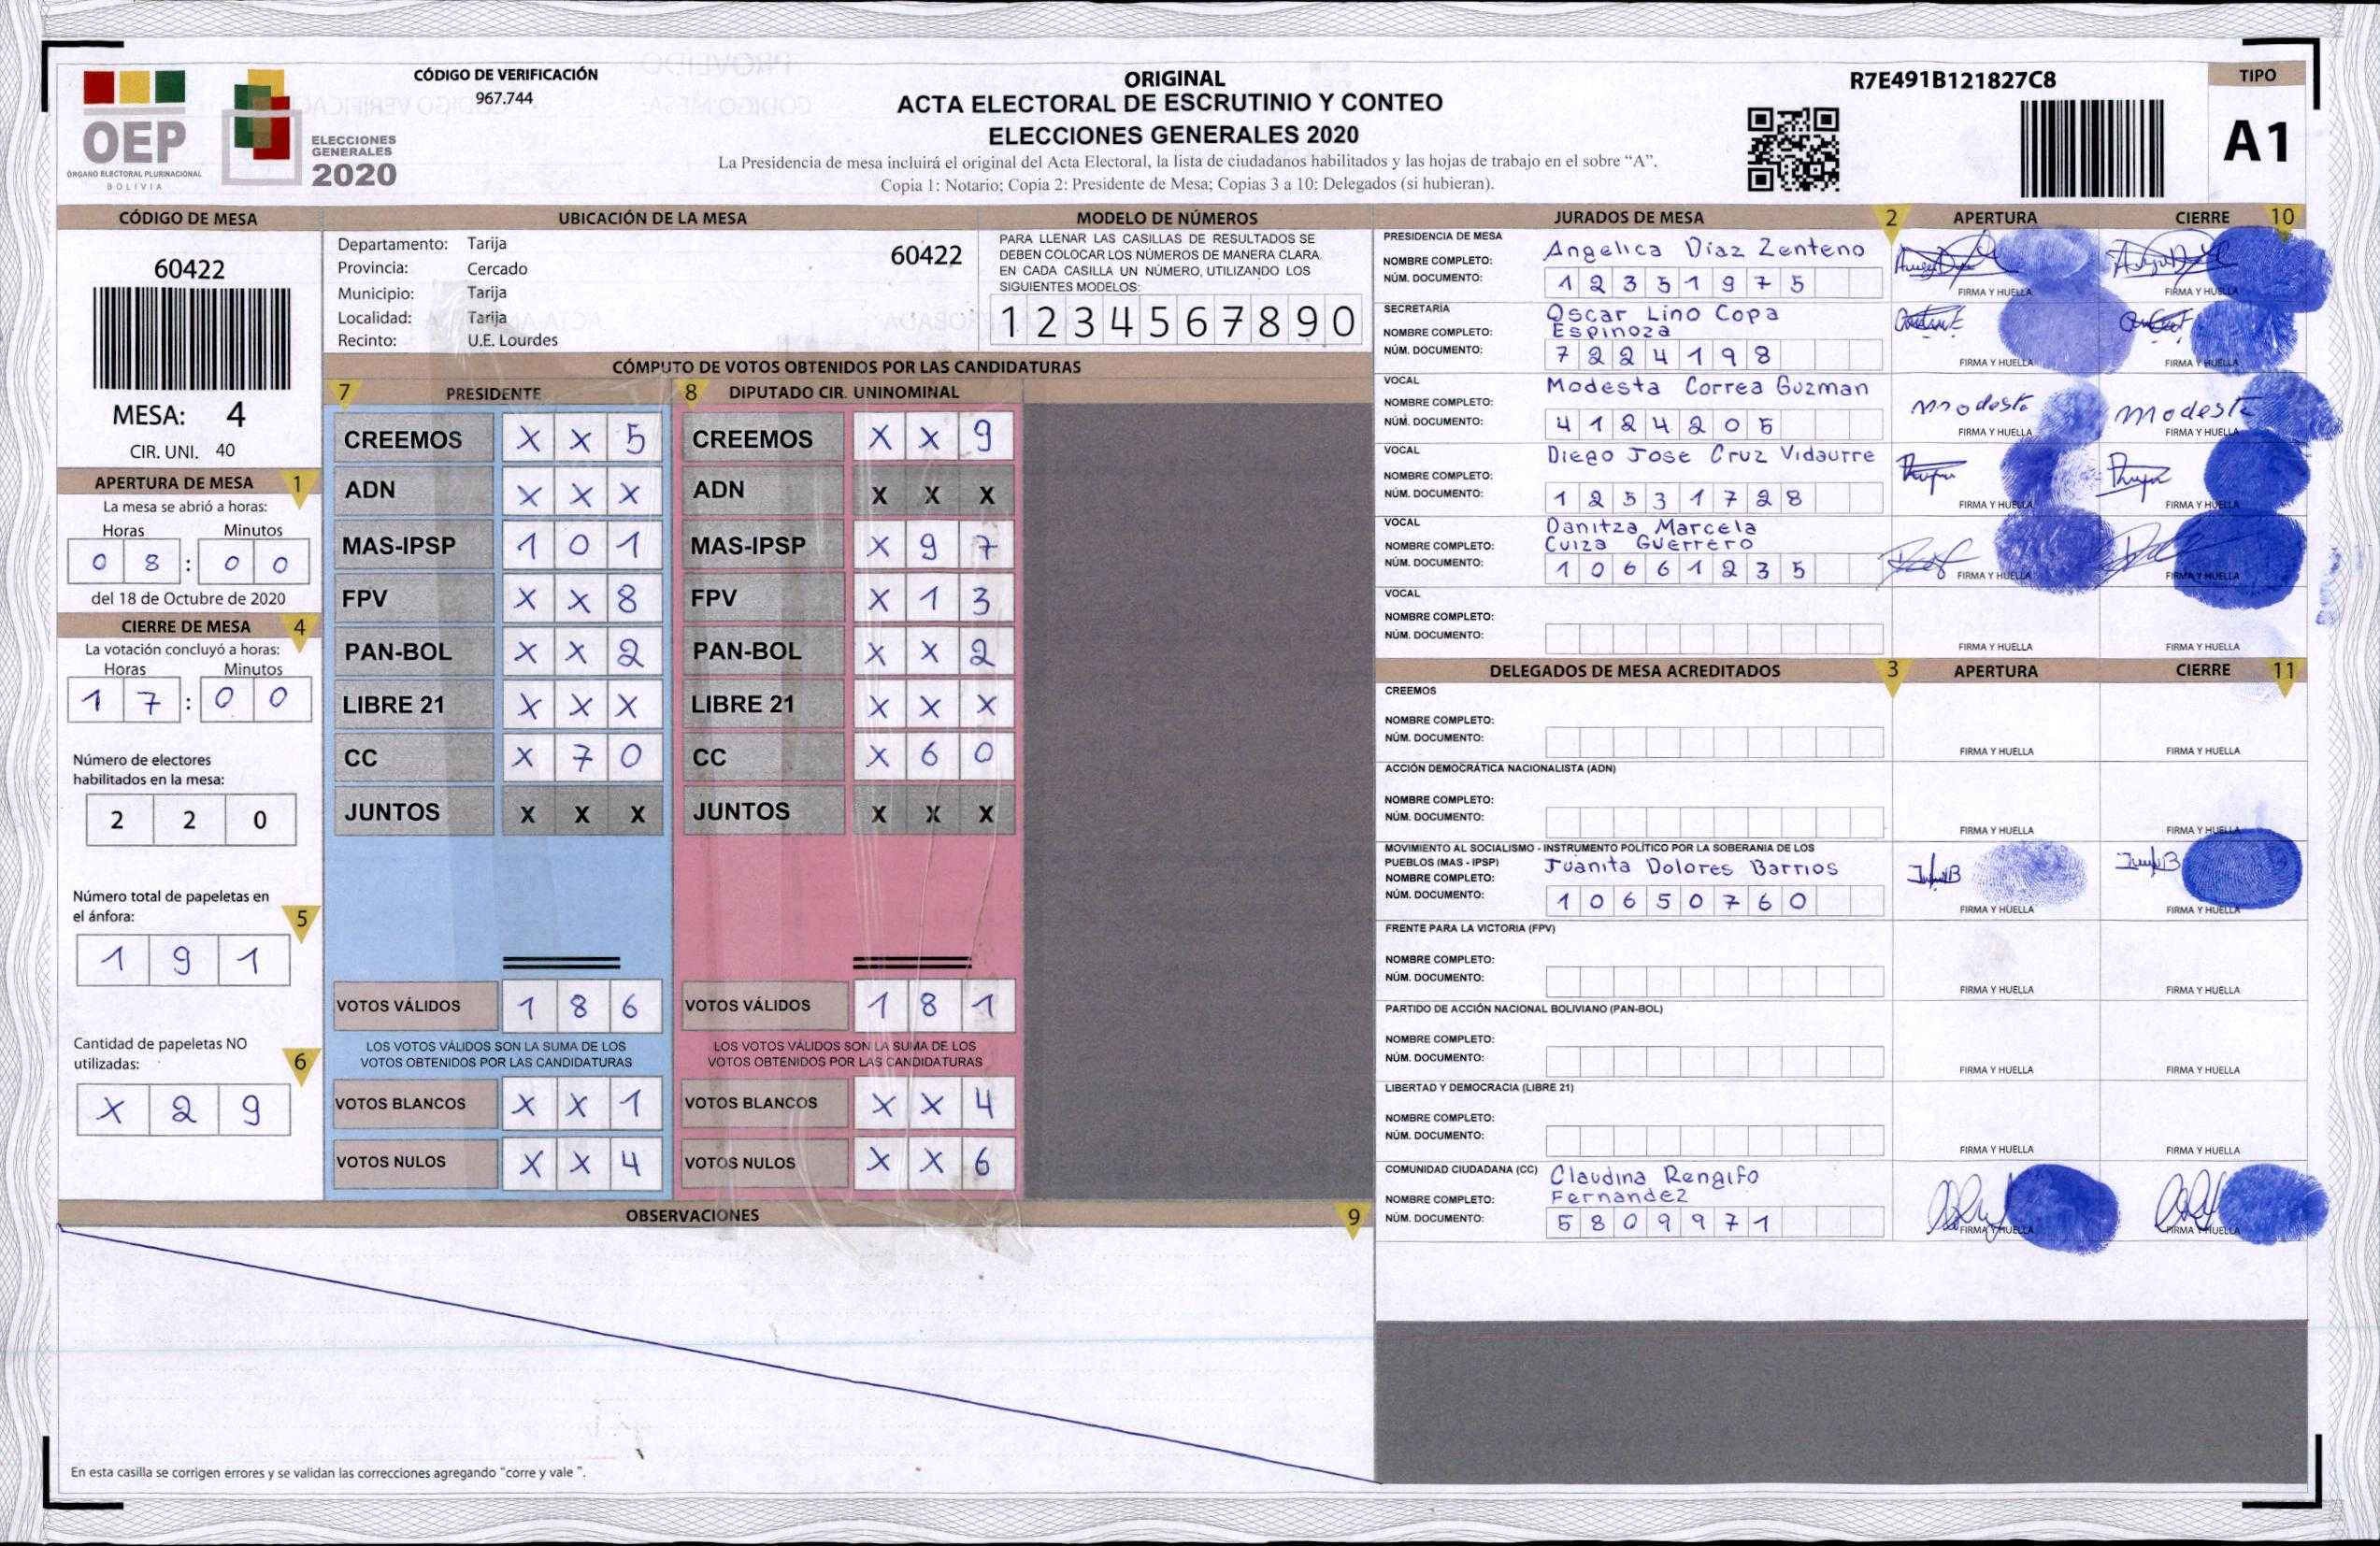 OEP
ÓRGANO ELECTORAL PLURINACIONAL
BOLIVIA
ELECCIONES
GENERALES
2020
CÓDIGO DE VERIFICACIÓN
967.744
ORIGINAL
ACTA ELECTORAL DE ESCRUTINIO Y CONTEO
ELECCIONES GENERALES 2020
La Presidencia de mesa incluirá el original del Acta Electoral, la lista de ciudadanos habilitados y las hojas de trabajo en el sobre “A”.
Copia 1: Notario; Copia 2: Presidente de Mesa; Copias 3 a 10: Delegados (si hubieran).
R7E491B121827C8
TIPO
A1
CÓDIGO DE MESA
60422
MESA: 4
CIR. UNI. 40
APERTURA DE MESA 1
La mesa se abrió a horas:
Horas Minutos
0 8 : 0 0
del 18 de Octubre de 2020
CIERRE DE MESA 4
La votación concluyó a horas:
Horas Minutos
1 7 : 0 0
Número de electores
habilitados en la mesa:
2 2 0
Número total de papeletas en
el ánfora: 5
1 9 1
Cantidad de papeletas NO
utilizadas: 6
X 2 9
UBICACIÓN DE LA MESA
Departamento: Tarija 60422
Provincia: Cercado
Municipio: Tarija
Localidad: Tarija
Recinto: U.E. Lourdes
MODELO DE NÚMEROS
PARA LLENAR LAS CASILLAS DE RESULTADOS SE
DEBEN COLOCAR LOS NÚMEROS DE MANERA CLARA.
EN CADA CASILLA UN NÚMERO, UTILIZANDO LOS
SIGUIENTES MODELOS:
1 2 3 4 5 6 7 8 9 0
CÓMPUTO DE VOTOS OBTENIDOS POR LAS CANDIDATURAS
7 PRESIDENTE
CREEMOS X X 5
ADN X X X
MAS-IPSP 1 0 1
FPV X X 8
PAN-BOL X X 2
LIBRE 21 X X X
CC X 7 0
JUNTOS X X X
VOTOS VÁLIDOS 1 8 6
LOS VOTOS VÁLIDOS SON LA SUMA DE LOS
VOTOS OBTENIDOS POR LAS CANDIDATURAS
VOTOS BLANCOS X X 1
VOTOS NULOS X X 4
8 DIPUTADO CIR. UNINOMINAL
CREEMOS X X 9
ADN X X X
MAS-IPSP X 9 7
FPV X 1 3
PAN-BOL X X 2
LIBRE 21 X X X
CC X 6 0
JUNTOS X X X
VOTOS VÁLIDOS 1 8 1
LOS VOTOS VÁLIDOS SON LA SUMA DE LOS
VOTOS OBTENIDOS POR LAS CANDIDATURAS
VOTOS BLANCOS X X 4
VOTOS NULOS X X 6
OBSERVACIONES 9
En esta casilla se corrigen errores y se validan las correcciones agregando “corre y vale ”.
JURADOS DE MESA 2 APERTURA CIERRE 10
PRESIDENCIA DE MESA
NOMBRE COMPLETO: Angelica Díaz Zenteno
NÚM. DOCUMENTO: 1 2 3 5 1 9 7 5
FIRMA Y HUELLA FIRMA Y HUELLA
SECRETARÍA
NOMBRE COMPLETO: Oscar Lino Copa
Espinoza
NÚM. DOCUMENTO: 7 2 2 4 1 9 8
FIRMA Y HUELLA FIRMA Y HUELLA
VOCAL
NOMBRE COMPLETO: Modesta Correa Guzman
NÚM. DOCUMENTO: 4 1 2 4 2 0 5
Modesta Modesta
FIRMA Y HUELLA FIRMA Y HUELLA
VOCAL
NOMBRE COMPLETO: Diego Jose Cruz Vidaurre
NÚM. DOCUMENTO: 1 2 5 3 1 7 2 8
FIRMA Y HUELLA FIRMA Y HUELLA
VOCAL
NOMBRE COMPLETO: Danitza Marcela
Cuiza Guerrero
NÚM. DOCUMENTO: 1 0 6 6 1 2 3 5
FIRMA Y HUELLA FIRMA Y HUELLA
VOCAL
NOMBRE COMPLETO:
NÚM. DOCUMENTO:
FIRMA Y HUELLA FIRMA Y HUELLA
DELEGADOS DE MESA ACREDITADOS 3 APERTURA CIERRE 11
CREEMOS
NOMBRE COMPLETO:
NÚM. DOCUMENTO:
FIRMA Y HUELLA FIRMA Y HUELLA
ACCIÓN DEMOCRÁTICA NACIONALISTA (ADN)
NOMBRE COMPLETO:
NÚM. DOCUMENTO:
FIRMA Y HUELLA FIRMA Y HUELLA
MOVIMIENTO AL SOCIALISMO - INSTRUMENTO POLÍTICO POR LA SOBERANIA DE LOS
PUEBLOS (MAS - IPSP)
NOMBRE COMPLETO: Juanita Dolores Barrios
NÚM. DOCUMENTO: 1 0 6 5 0 7 6 0
FIRMA Y HUELLA FIRMA Y HUELLA
FRENTE PARA LA VICTORIA (FPV)
NOMBRE COMPLETO:
NÚM. DOCUMENTO:
FIRMA Y HUELLA FIRMA Y HUELLA
PARTIDO DE ACCIÓN NACIONAL BOLIVIANO (PAN-BOL)
NOMBRE COMPLETO:
NÚM. DOCUMENTO:
FIRMA Y HUELLA FIRMA Y HUELLA
LIBERTAD Y DEMOCRACIA (LIBRE 21)
NOMBRE COMPLETO:
NÚM. DOCUMENTO:
FIRMA Y HUELLA FIRMA Y HUELLA
COMUNIDAD CIUDADANA (CC)
NOMBRE COMPLETO: Claudina Rengifo
Fernandez
NÚM. DOCUMENTO: 5 8 0 9 9 7 1
FIRMA Y HUELLA FIRMA Y HUELLA